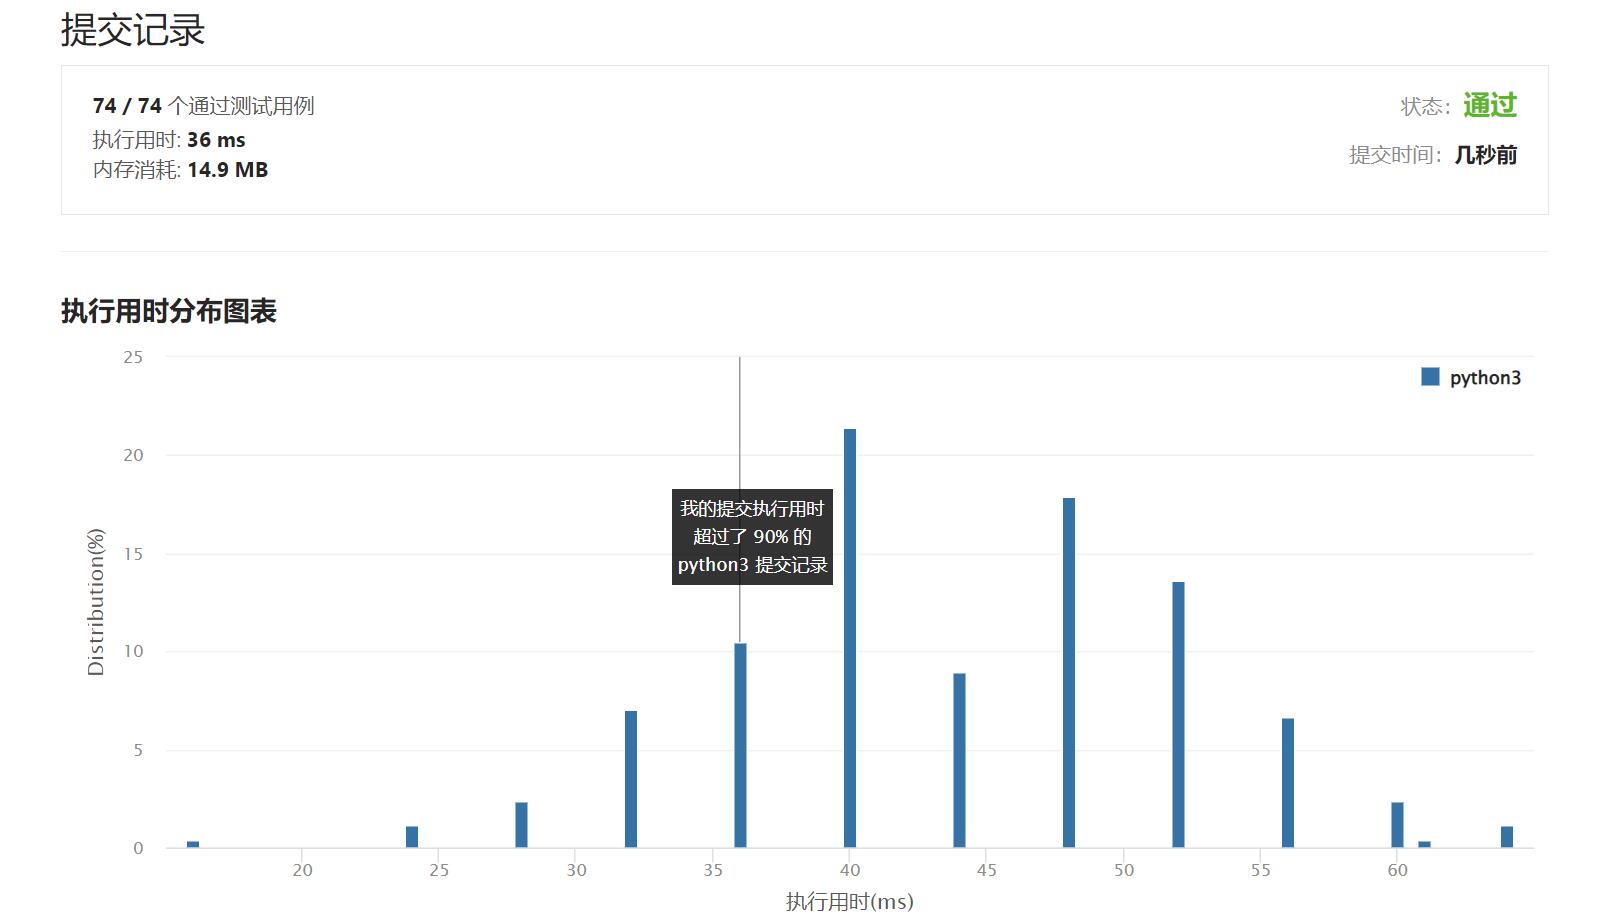 提交记录
74 / 74 个通过测试用例
状态：通过
执行用时: 36 ms
提交时间：几秒前
内存消耗: 14.9 MB
执行用时分布图表
python3
25
20
15
10
5
0
Distribution(%)
我的提交执行用时
超过了 90% 的
python3 提交记录
20 25 30 35 40 45 50 55 60
执行用时(ms)